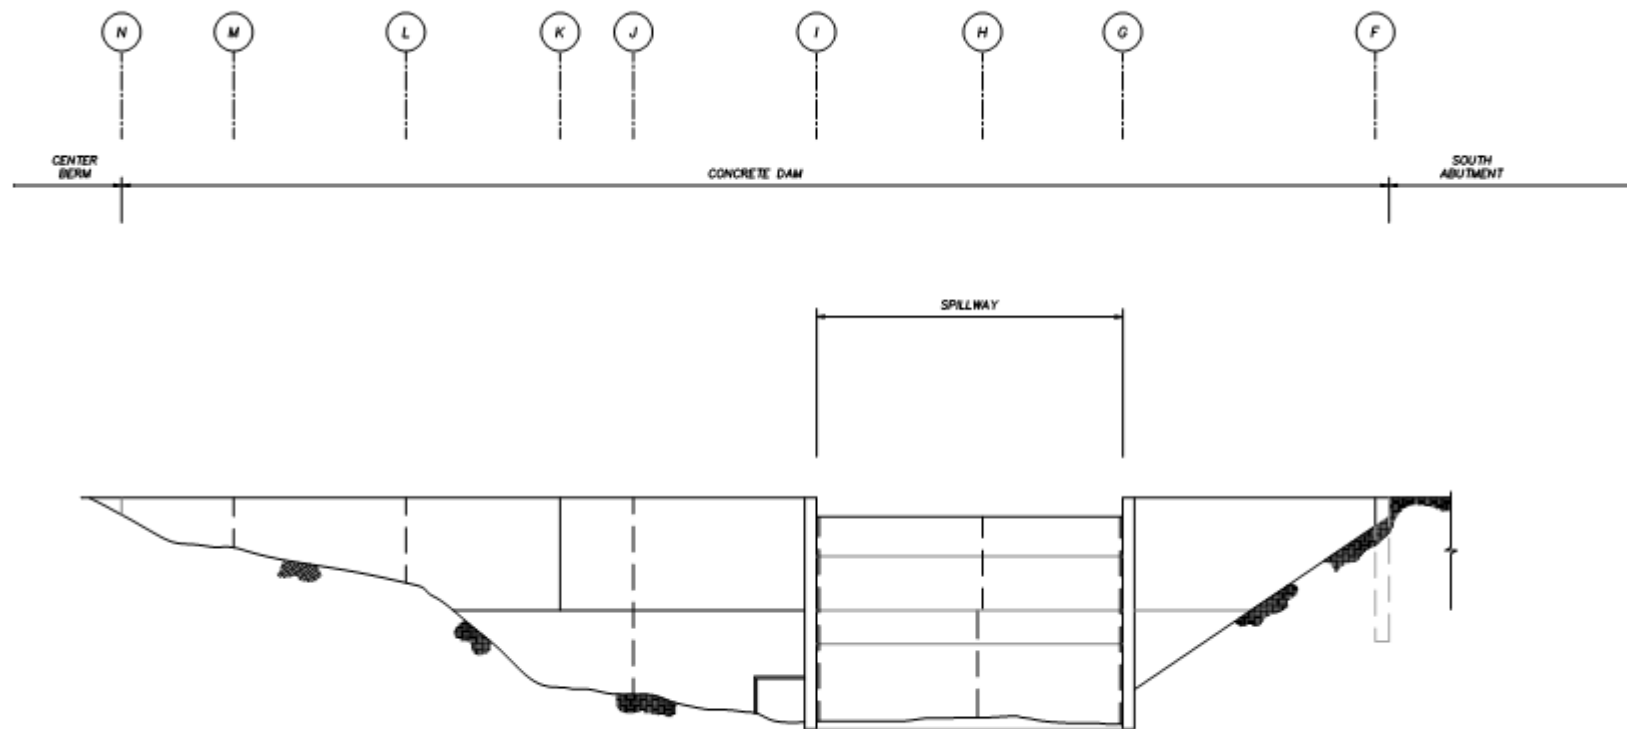 N M L K J I H G F
CENTER
BERM
CONCRETE DAM
SOUTH
ABUTMENT
SPILLWAY